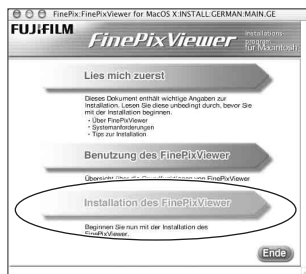 FinePix:FinePixViewer for MacOS X:INSTALL:GERMAN:MAIN.GE
FUJIFILM
FinePixViewer
Installations-
programm
für Macintosh
Lies mich zuerst
Dieses Dokument enthält wichtige Angaben zur
Installation. Lesen Sie diese unbedingt durch, bevor Sie
mit der Installation beginnen.
- Über FinePixViewer
- Systemanforderungen
- Tips zur Installation
Benutzung des FinePixViewer
Übersicht über die Grundfunktionen von FinePixViewer
Installation des FinePixViewer
Beginnen Sie nun mit der Installation des
FinePixViewer.
Ende